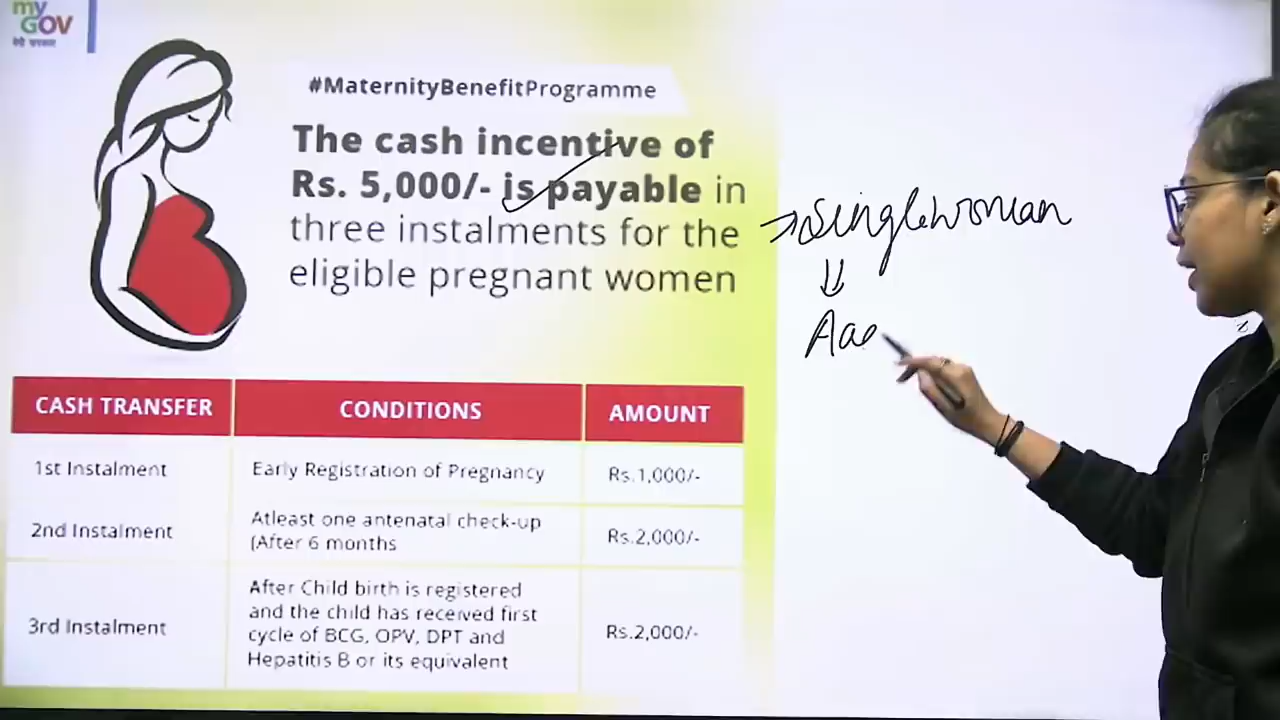 my
GOV
मेरी सरकार
#MaternityBenefitProgramme
The cash incentive of
Rs. 5,000/- is payable in
three instalments for the
eligible pregnant women
CASH TRANSFER CONDITIONS AMOUNT
1st Instalment Early Registration of Pregnancy Rs.1,000/-
2nd Instalment Atleast one antenatal check-up
(After 6 months Rs.2,000/-
3rd Instalment After Child birth is registered
and the child has received first
cycle of BCG, OPV, DPT and
Hepatitis B or its equivalent Rs.2,000/-
Single woman
Aa